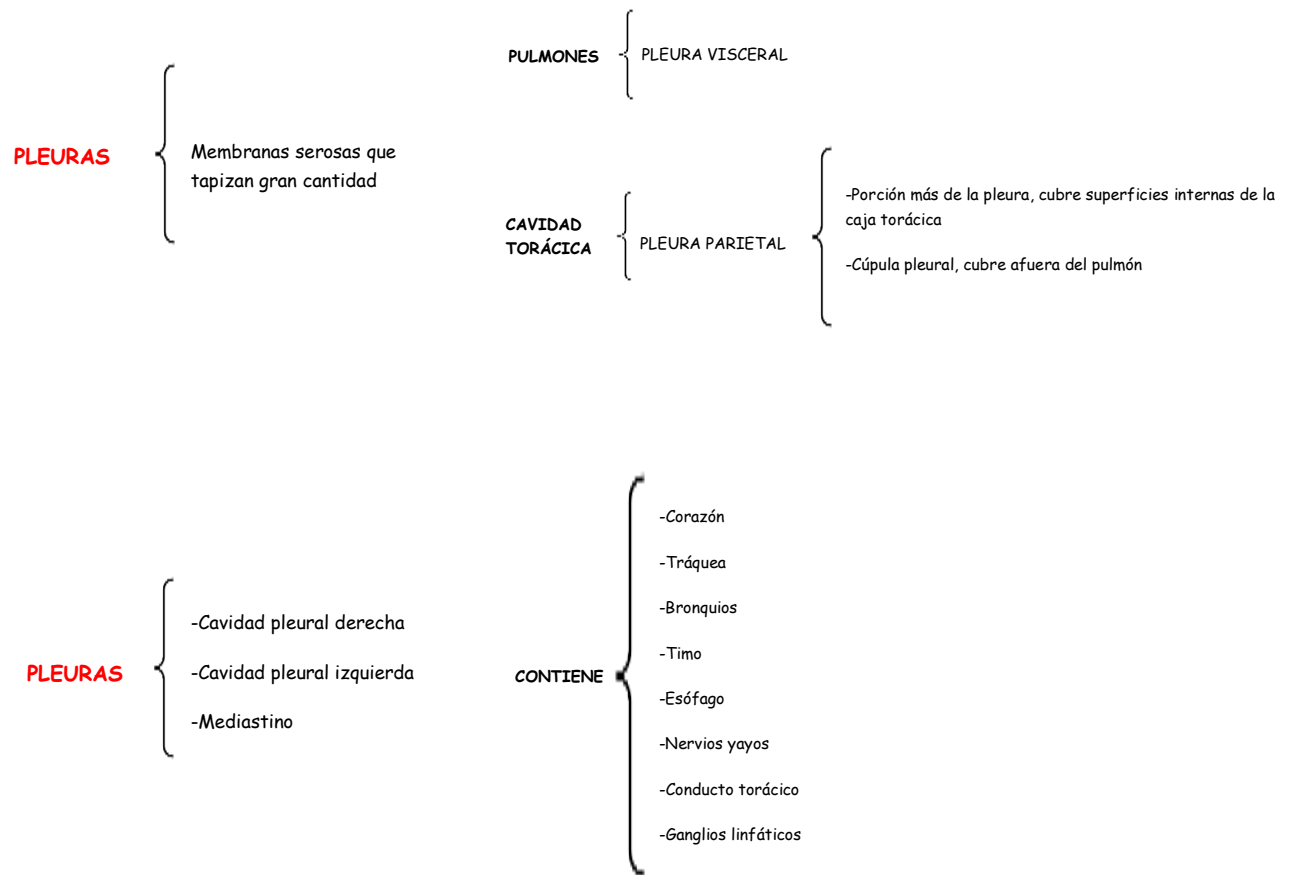 PULMONES
PLEURA VISCERAL
PLEURAS
Membranas serosas que
tapizan gran cantidad
CAVIDAD
TORÁCICA
PLEURA PARIETAL
-Porción más de la pleura, cubre superficies internas de la
caja torácica
-Cúpula pleural, cubre afuera del pulmón
PLEURAS
-Cavidad pleural derecha
-Cavidad pleural izquierda
-Mediastino
CONTIENE
-Corazón
-Tráquea
-Bronquios
-Timo
-Esófago
-Nervios yayos
-Conducto torácico
-Ganglios linfáticos